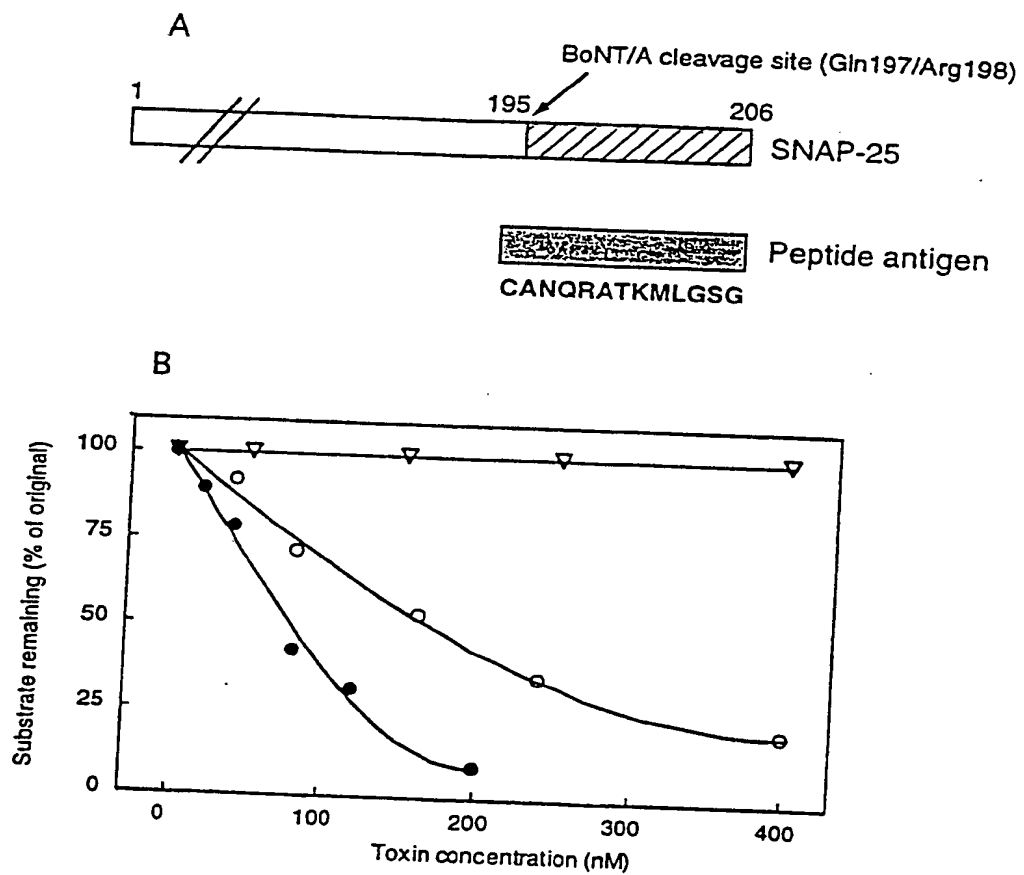 A
BoNT/A cleavage site (Gln197/Arg198)
1
195
206
SNAP-25
Peptide antigen
CANQRATKMLGSG
B
Substrate remaining (% of original)
100
75
50
25
0
0
100
200
300
400
Toxin concentration (nM)